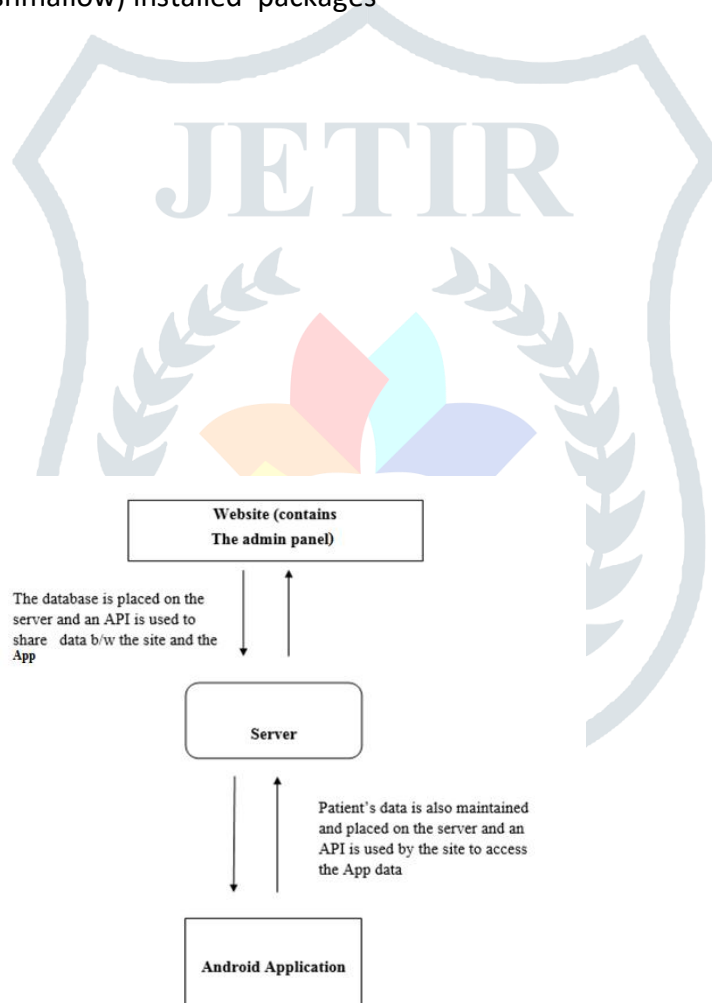 shmallow) installed packages
JETIR
Website (contains
The admin panel)
The database is placed on the
server and an API is used to
share data b/w the site and the
App
Server
Patient's data is also maintained
and placed on the server and an
API is used by the site to access
the App data
Android Application